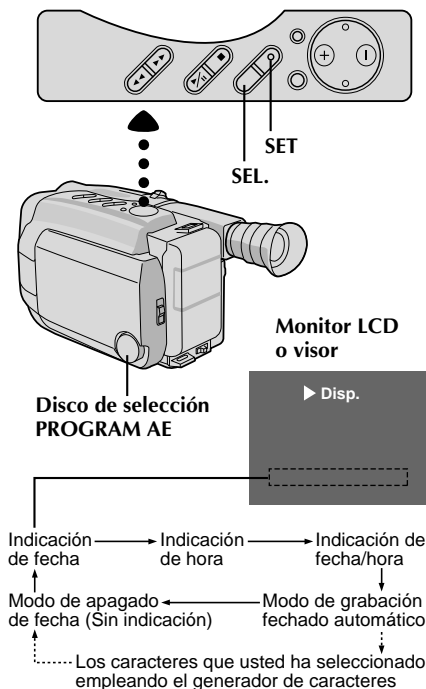 SET
SEL.
Monitor LCD
o visor
Disco de selección
PROGRAM AE
▶ Disp.
Indicación
de fecha
Indicación
de hora
Indicación de
fecha/hora
Modo de apagado
de fecha (Sin indicación)
Modo de grabación
fechado automático
Los caracteres que usted ha seleccionado
empleando el generador de caracteres